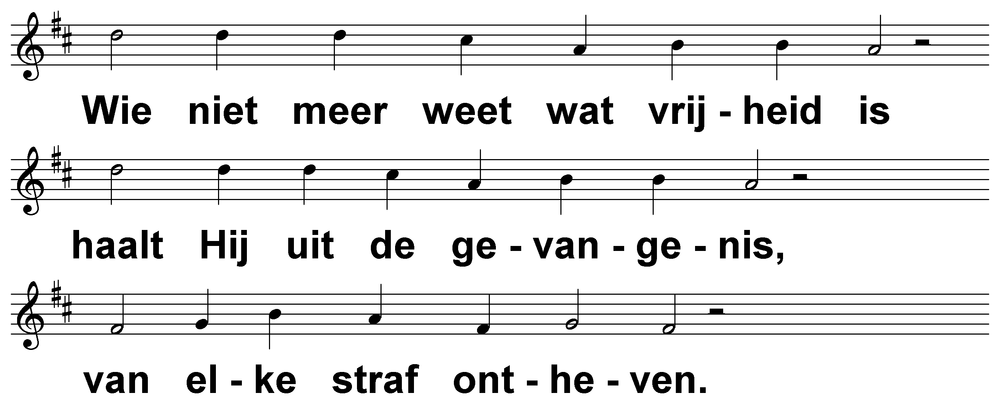 Wie niet meer weet wat vrij - heid is
haalt Hij uit de ge - van - ge - nis,
van el - ke straf ont - he - ven.